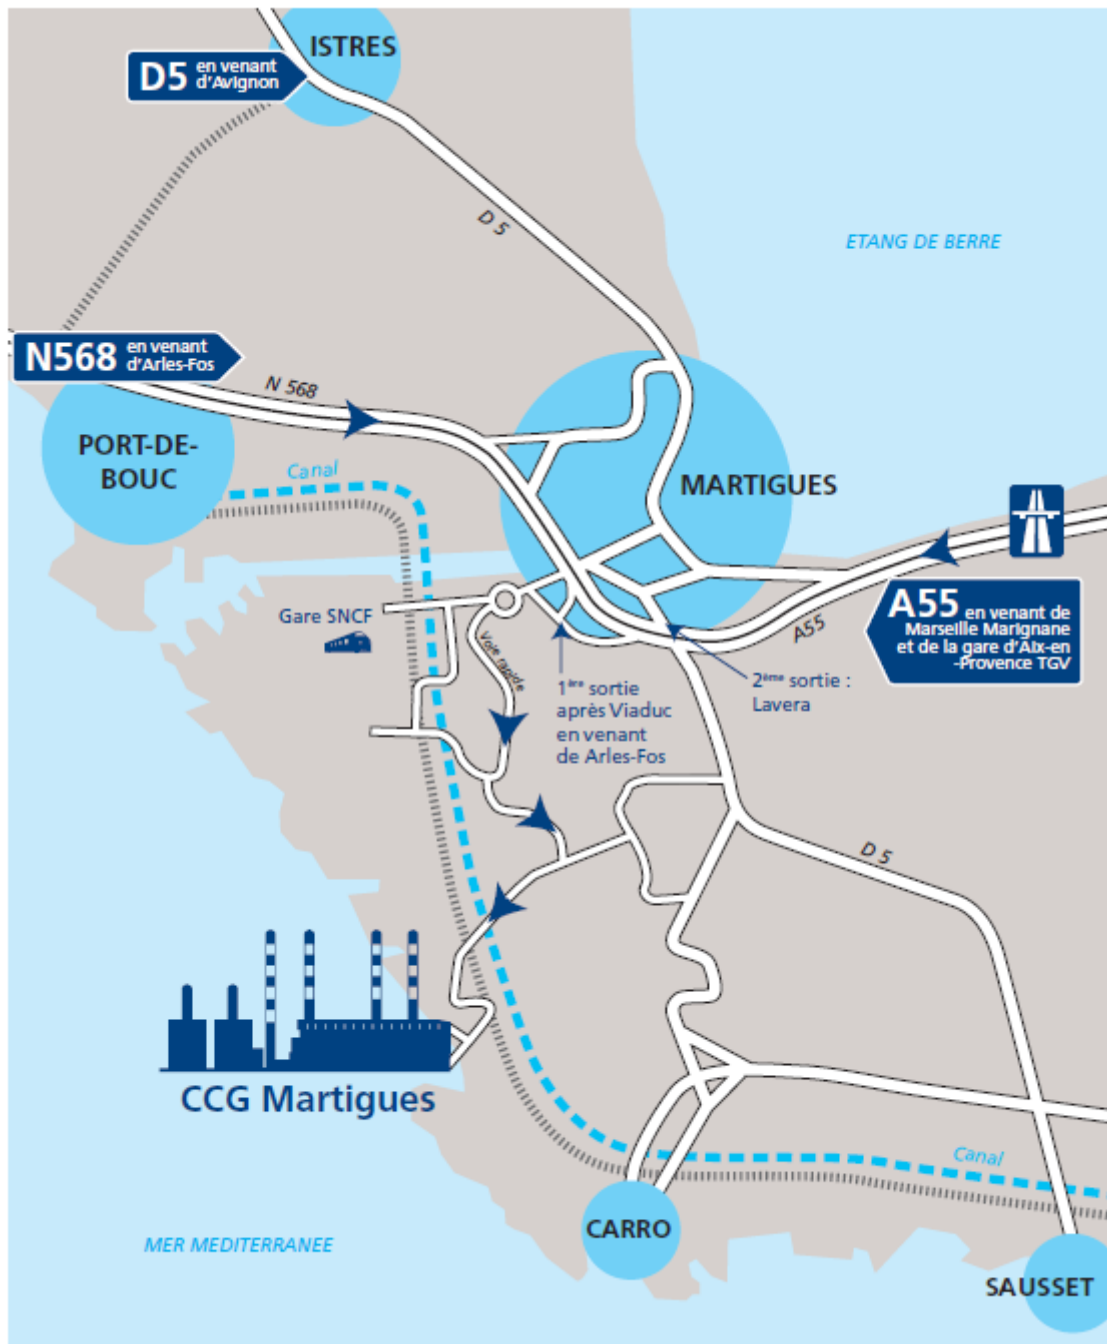 ISTRES
D5 en venant
d'Avignon
D 5
ETANG DE BERRE
N568 en venant
d'Arles-Fos
N 568
PORT-DE-
BOUC
Canal
MARTIGUES
A55 en venant de
Marseille Marignane
et de la gare d'Aix-en
-Provence TGV
A55
Gare SNCF
Voie rapide
1ère sortie
après Viaduc
en venant
de Arles-Fos
2ème sortie :
Lavera
D 5
CCG Martigues
Canal
CARRO
MER MEDITERRANEE
SAUSSET